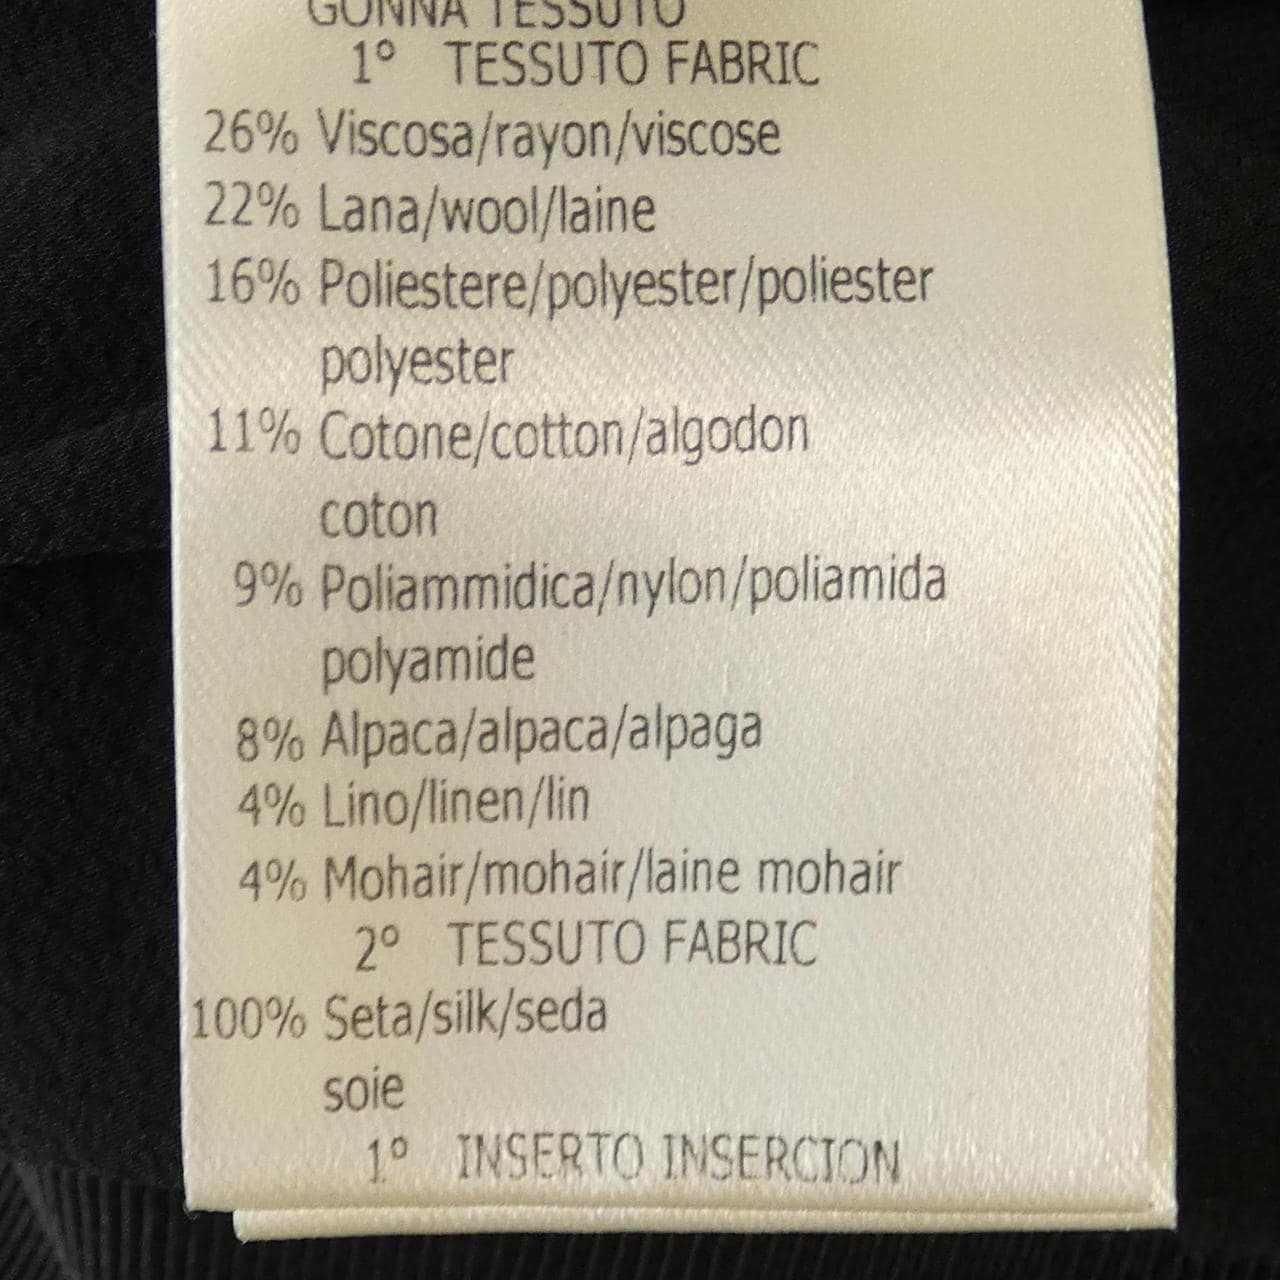 GONNA TESSUTO
1° TESSUTO FABRIC
26% Viscosa/rayon/viscose
22% Lana/wool/laine
16% Poliestere/polyester/poliester
polyester
11% Cotone/cotton/algodon
coton
9% Poliammidica/nylon/poliamida
polyamide
8% Alpaca/alpaca/alpaga
4% Lino/linen/lin
4% Mohair/mohair/laine mohair
2° TESSUTO FABRIC
100% Seta/silk/seda
soie
1° INSERTO INSERCION